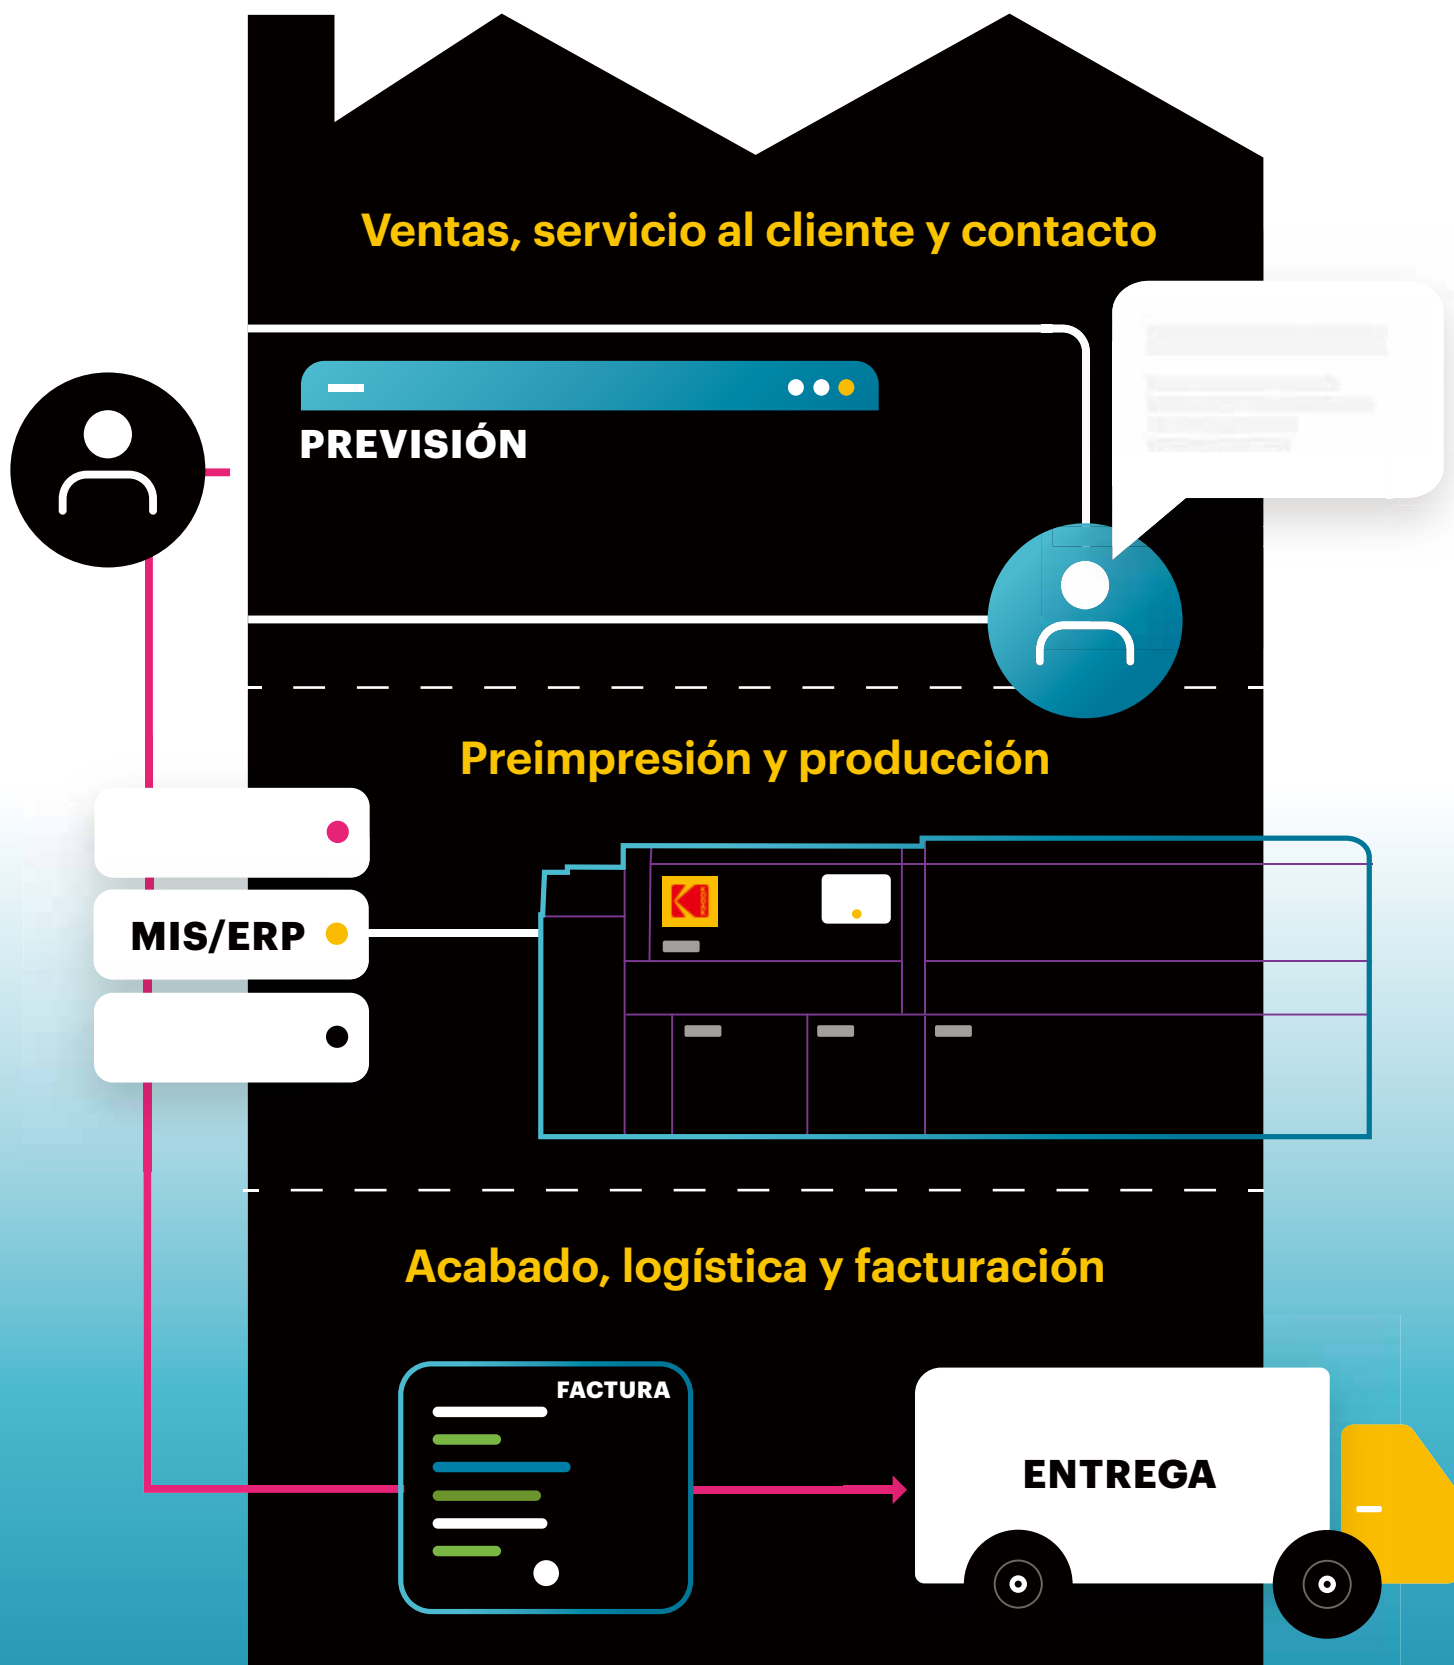 Ventas, servicio al cliente y contacto
PREVISIÓN
Preimpresión y producción
MIS/ERP
Acabado, logística y facturación
FACTURA
ENTREGA